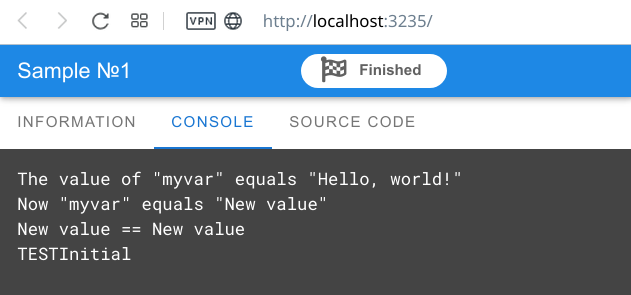 VPN http://localhost:3235/
Sample №1 Finished
INFORMATION CONSOLE SOURCE CODE
The value of "myvar" equals "Hello, world!"
Now "myvar" equals "New value"
New value == New value
TESTInitial